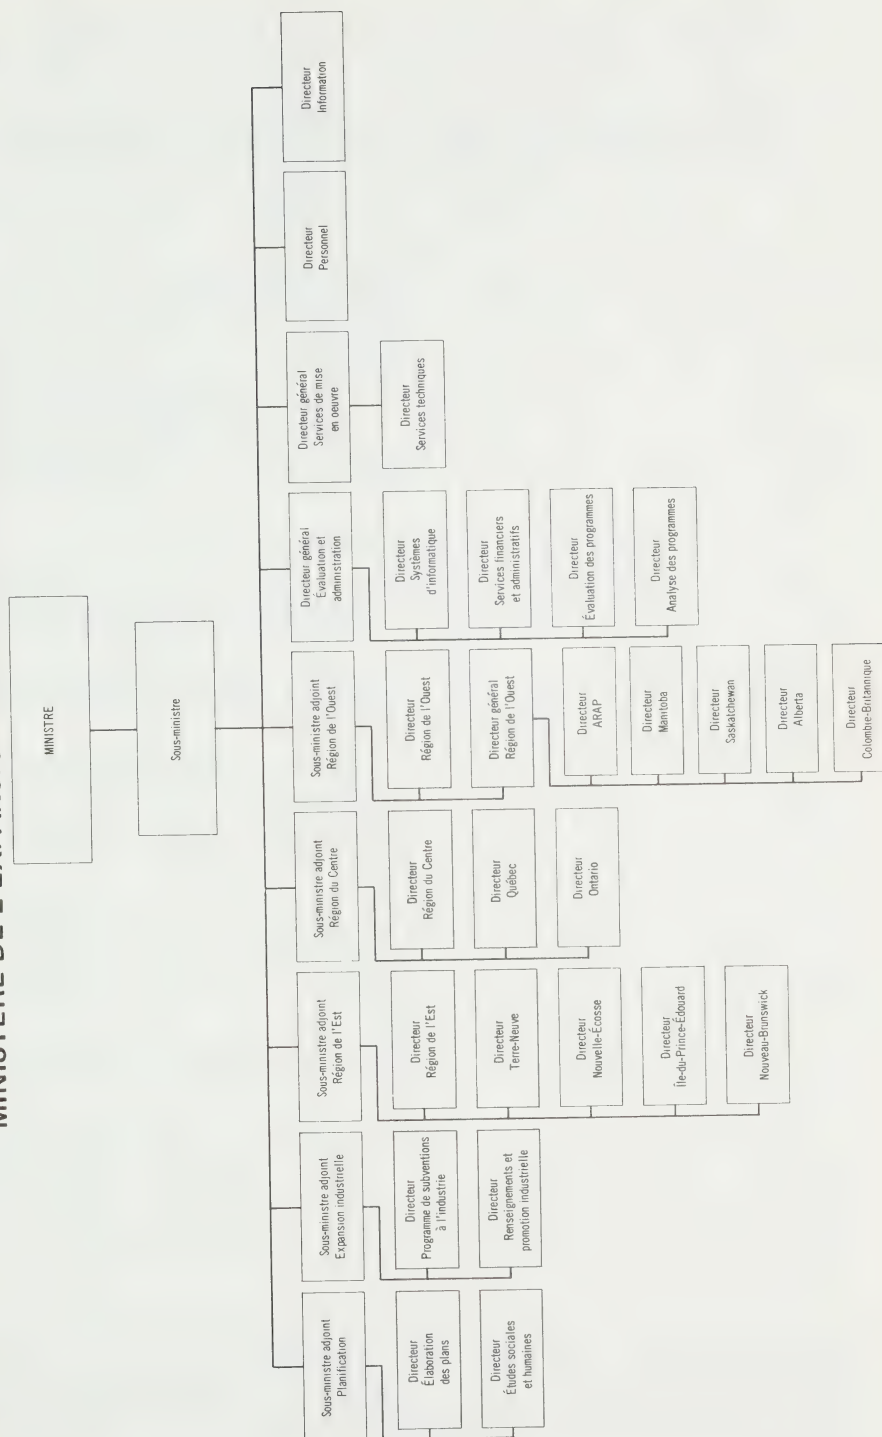 MINISTÈRE DE L'EXPANSION
MINISTRE
Sous-ministre
Sous-ministre adjoint
Planification
Directeur
Élaboration
des plans
Directeur
Études sociales
et humaines
Sous-ministre adjoint
Expansion industrielle
Directeur
Programme de subventions
à l'industrie
Directeur
Renseignements et
promotion industrielle
Sous-ministre adjoint
Région de l'Est
Directeur
Région de l'Est
Directeur
Terre-Neuve
Directeur
Nouvelle-Écosse
Directeur
Île-du-Prince-Édouard
Directeur
Nouveau-Brunswick
Sous-ministre adjoint
Région du Centre
Directeur
Région du Centre
Directeur
Québec
Directeur
Ontario
Sous-ministre adjoint
Région de l'Ouest
Directeur
Région de l'Ouest
Directeur général
Région de l'Ouest
Directeur
ARAP
Directeur
Manitoba
Directeur
Saskatchewan
Directeur
Alberta
Directeur
Colombie-Britannique
Directeur général
Évaluation et
administration
Directeur
Systèmes
d'informatique
Directeur
Services financiers
et administratifs
Directeur
Évaluation des programmes
Directeur
Analyse des programmes
Directeur général
Services de mise
en oeuvre
Directeur
Services techniques
Directeur
Personnel
Directeur
Information